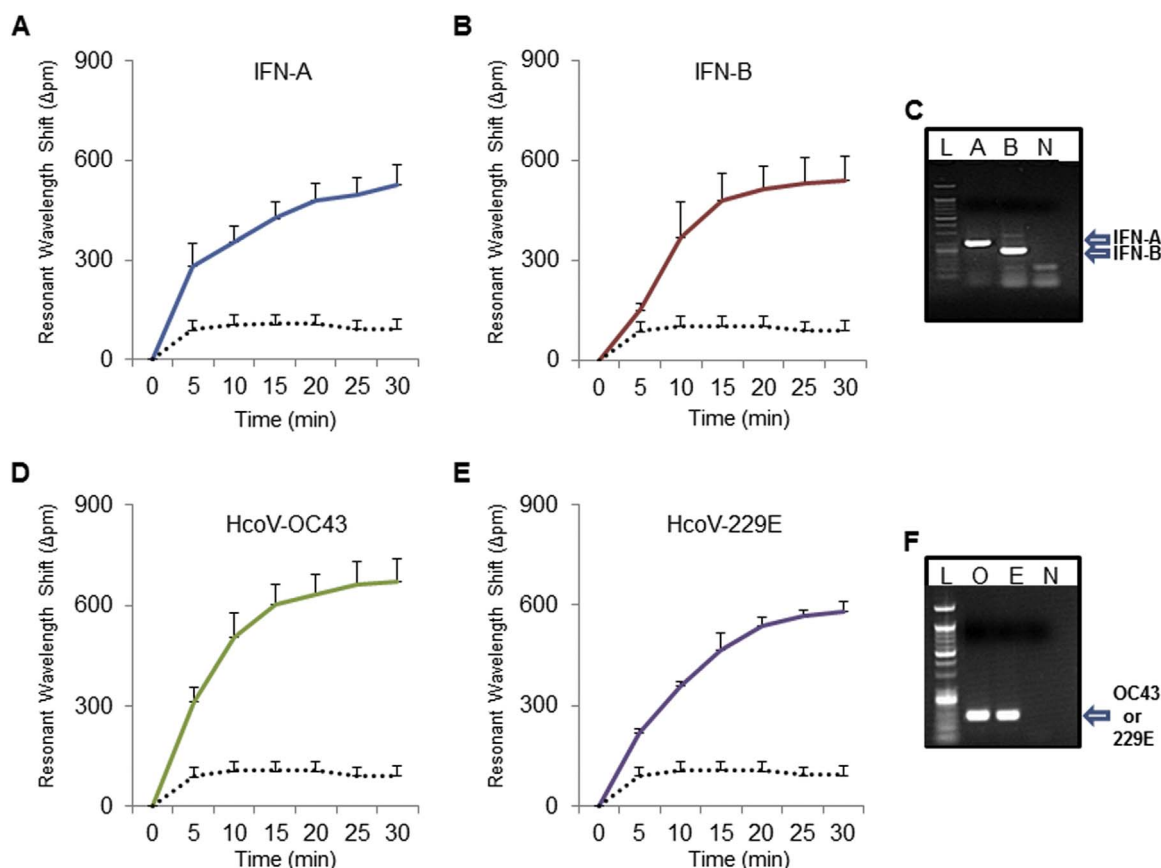 A
IFN-A
Resonant Wavelength Shift (Δpm)
900
600
300
0
0 5 10 15 20 25 30
Time (min)
B
IFN-B
Resonant Wavelength Shift (Δpm)
900
600
300
0
0 5 10 15 20 25 30
Time (min)
C
L A B N
IFN-A
IFN-B
D
HcoV-OC43
Resonant Wavelength Shift (Δpm)
900
600
300
0
0 5 10 15 20 25 30
Time (min)
E
HcoV-229E
Resonant Wavelength Shift (Δpm)
900
600
300
0
0 5 10 15 20 25 30
Time (min)
F
L O E N
OC43
or
229E